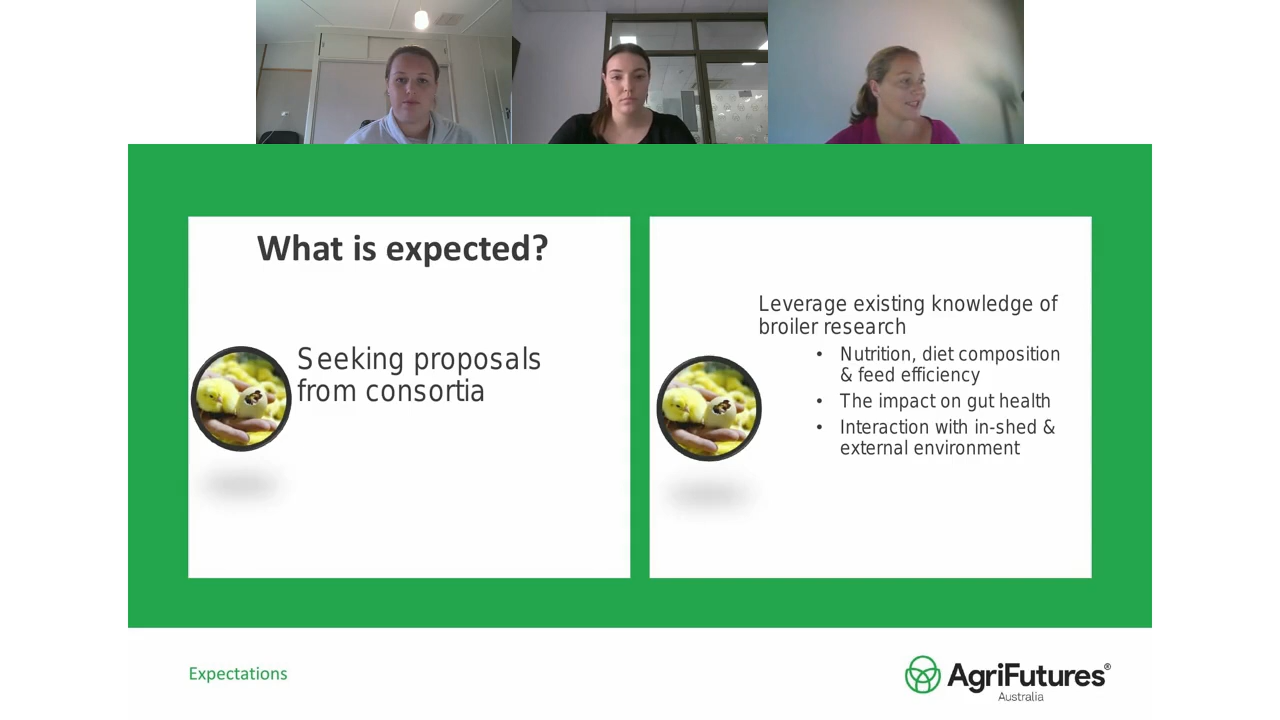 What is expected?
Seeking proposals
from consortia
Leverage existing knowledge of
broiler research
• Nutrition, diet composition
& feed efficiency
• The impact on gut health
• Interaction with in-shed &
external environment
Expectations
AgriFutures®
Australia